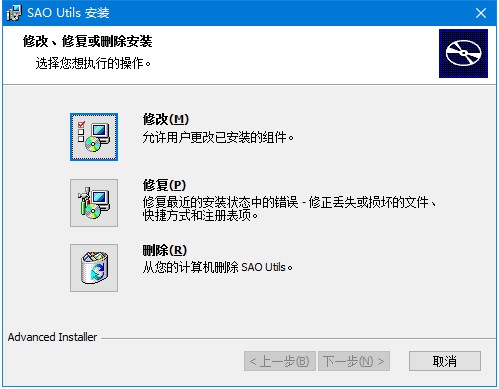 SAO Utils 安装
修改、修复或删除安装
选择您想执行的操作。
修改(M)
允许用户更改已安装的组件。
修复(P)
修复最近的安装状态中的错误 - 修正丢失或损坏的文件、
快捷方式和注册表项。
删除(R)
从您的计算机删除 SAO Utils。
Advanced Installer
< 上一步(B) 下一步(N) > 取消